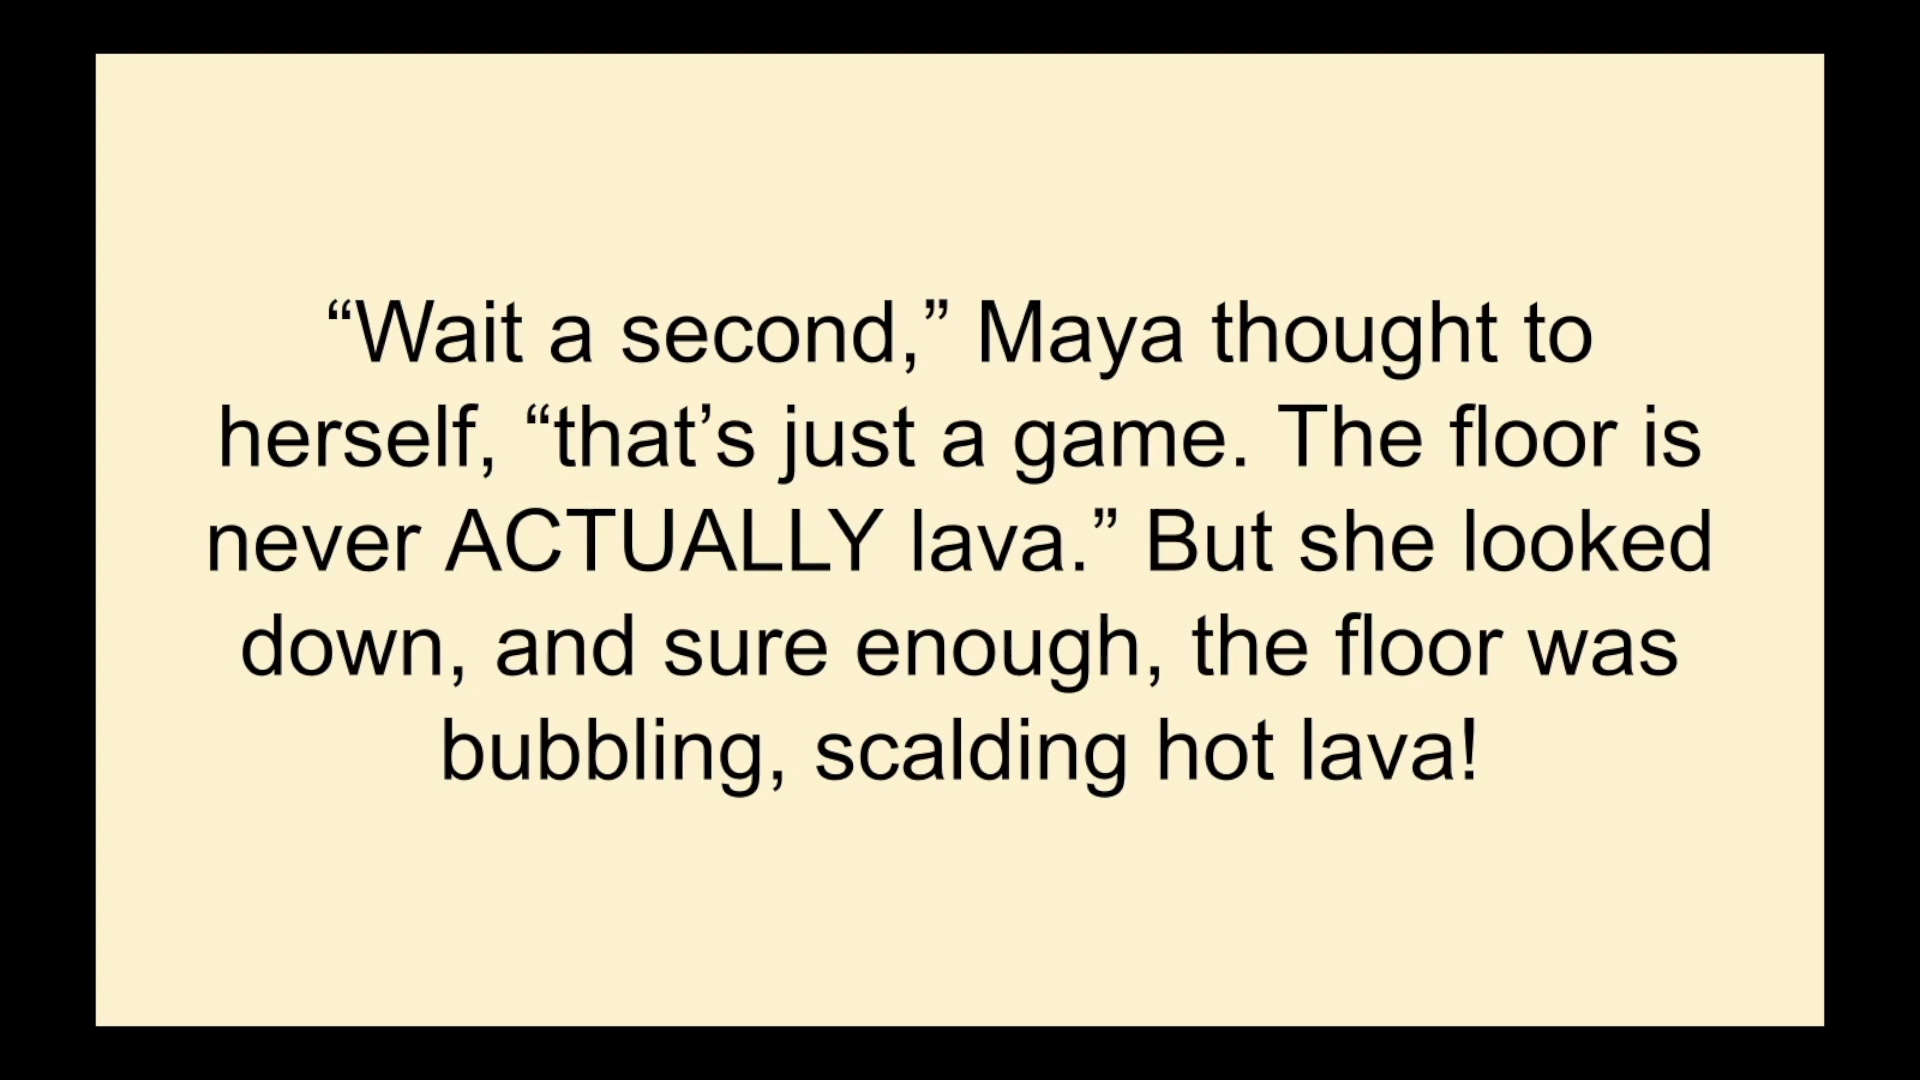 “Wait a second,” Maya thought to
herself, “that’s just a game. The floor is
never ACTUALLY lava.” But she looked
down, and sure enough, the floor was
bubbling, scalding hot lava!